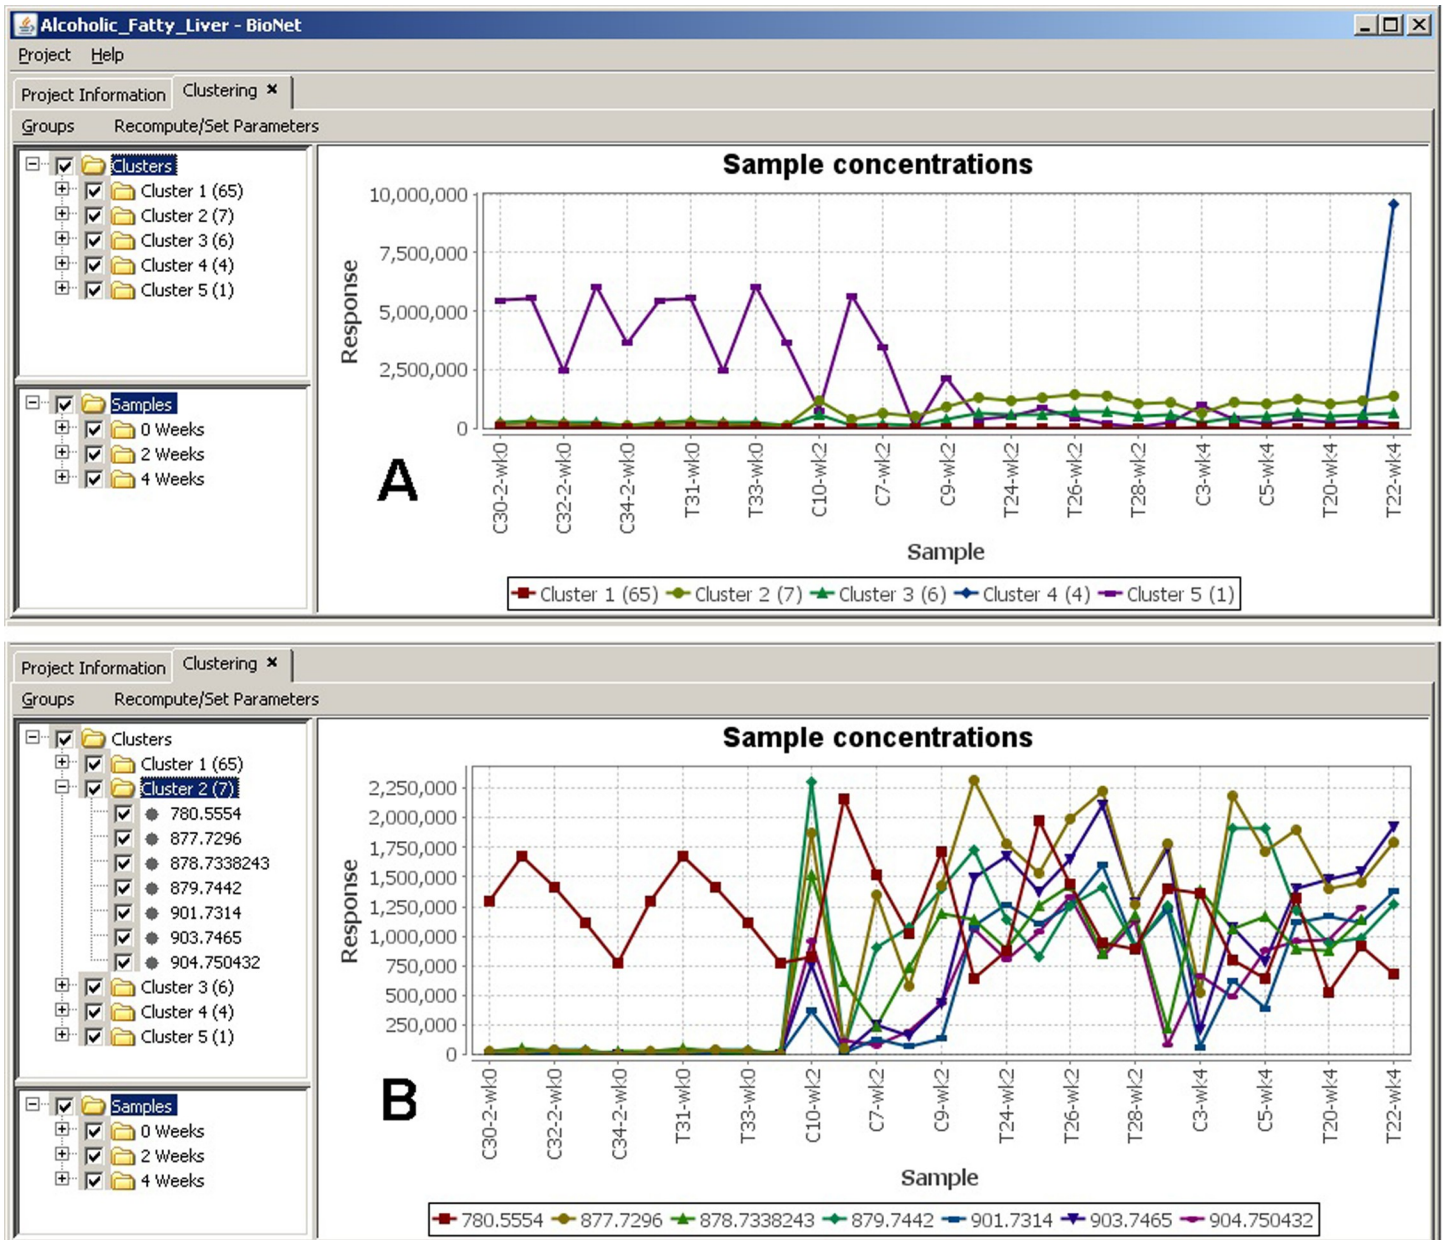 Alcoholic_Fatty_Liver - BioNet
Project Help
Project Information Clustering ×
Groups Recompute/Set Parameters
Clusters
Cluster 1 (65)
Cluster 2 (7)
Cluster 3 (6)
Cluster 4 (4)
Cluster 5 (1)
Samples
0 Weeks
2 Weeks
4 Weeks
Sample concentrations
Response
10,000,000
7,500,000
5,000,000
2,500,000
0
C30-2-wk0
C32-2-wk0
C34-2-wk0
T31-wk0
T33-wk0
C10-wk2
C7-wk2
C9-wk2
T24-wk2
T26-wk2
T28-wk2
C3-wk4
C5-wk4
T20-wk4
T22-wk4
A
Sample
Cluster 1 (65) Cluster 2 (7) Cluster 3 (6) Cluster 4 (4) Cluster 5 (1)
Project Information Clustering ×
Groups Recompute/Set Parameters
Clusters
Cluster 1 (65)
Cluster 2 (7)
780.5554
877.7296
878.7338243
879.7442
901.7314
903.7465
904.750432
Cluster 3 (6)
Cluster 4 (4)
Cluster 5 (1)
Samples
0 Weeks
2 Weeks
4 Weeks
Sample concentrations
Response
2,250,000
2,000,000
1,750,000
1,500,000
1,250,000
1,000,000
750,000
500,000
250,000
0
C30-2-wk0
C32-2-wk0
C34-2-wk0
T31-wk0
T33-wk0
C10-wk2
C7-wk2
C9-wk2
T24-wk2
T26-wk2
T28-wk2
C3-wk4
C5-wk4
T20-wk4
T22-wk4
B
Sample
780.5554 877.7296 878.7338243 879.7442 901.7314 903.7465 904.750432